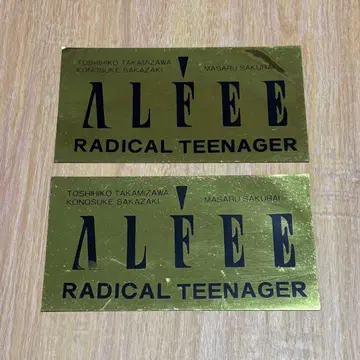 TOSHIHIKO TAKAMIZAWA
KONOSUKE SAKAZAKI
MASARU SAKURAI
ALFEE
RADICAL TEENAGER
TOSHIHIKO TAKAMIZAWA
KONOSUKE SAKAZAKI
MASARU SAKURAI
ALFEE
RADICAL TEENAGER